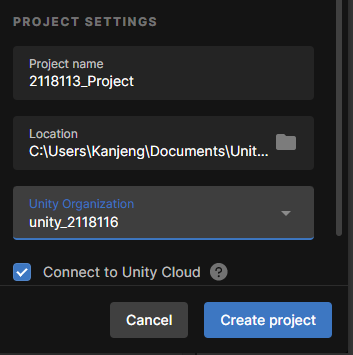 PROJECT SETTINGS
Project name
2118113_Project
Location
C:\Users\Kanjeng\Documents\Unit...
Unity Organization
unity_2118116
Connect to Unity Cloud ?
Cancel
Create project